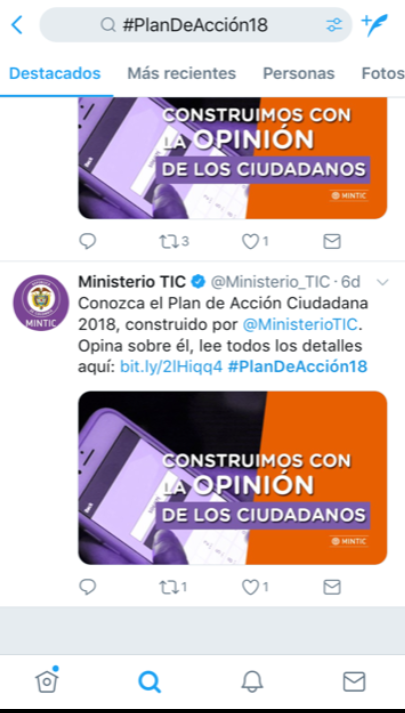 #PlanDeAcción18
Destacados Más recientes Personas Fotos
CONSTRUIMOS CON
LA OPINIÓN
DE LOS CIUDADANOS
MINTIC
3 1
Ministerio TIC @Ministerio_TIC · 6d
Conozca el Plan de Acción Ciudadana
2018, construido por @MinisterioTIC.
Opina sobre él, lee todos los detalles
aquí: bit.ly/2lHiqq4 #PlanDeAcción18
MINTIC
CONSTRUIMOS CON
LA OPINIÓN
DE LOS CIUDADANOS
MINTIC
1 1